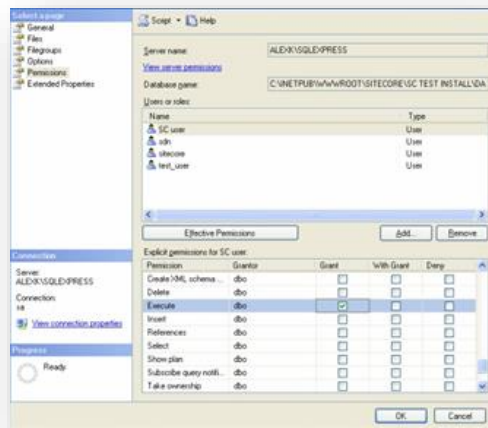 Select a page
General
Files
Filegroups
Options
Permissions
Extended Properties
Script
Help
Server name:
ALEXX\SQLEXPRESS
View server permissions
Database name:
C:\INETPUB\WWWROOT\SITECORE\SC TEST INSTALL\DA
Users or roles:
Name Type
SC user User
sdn User
sitecore User
test_user User
Effective Permissions Add... Remove
Connection
Server:
ALEXX\SQLEXPRESS
Connection:
sa
View connection properties
Progress
Ready
Explicit permissions for SC user:
Permission Grantor Grant With Grant Deny
Create XML schema ... dbo
Delete dbo
Execute dbo
Insert dbo
References dbo
Select dbo
Show plan dbo
Subscribe query notifi... dbo
Take ownership dbo
OK Cancel